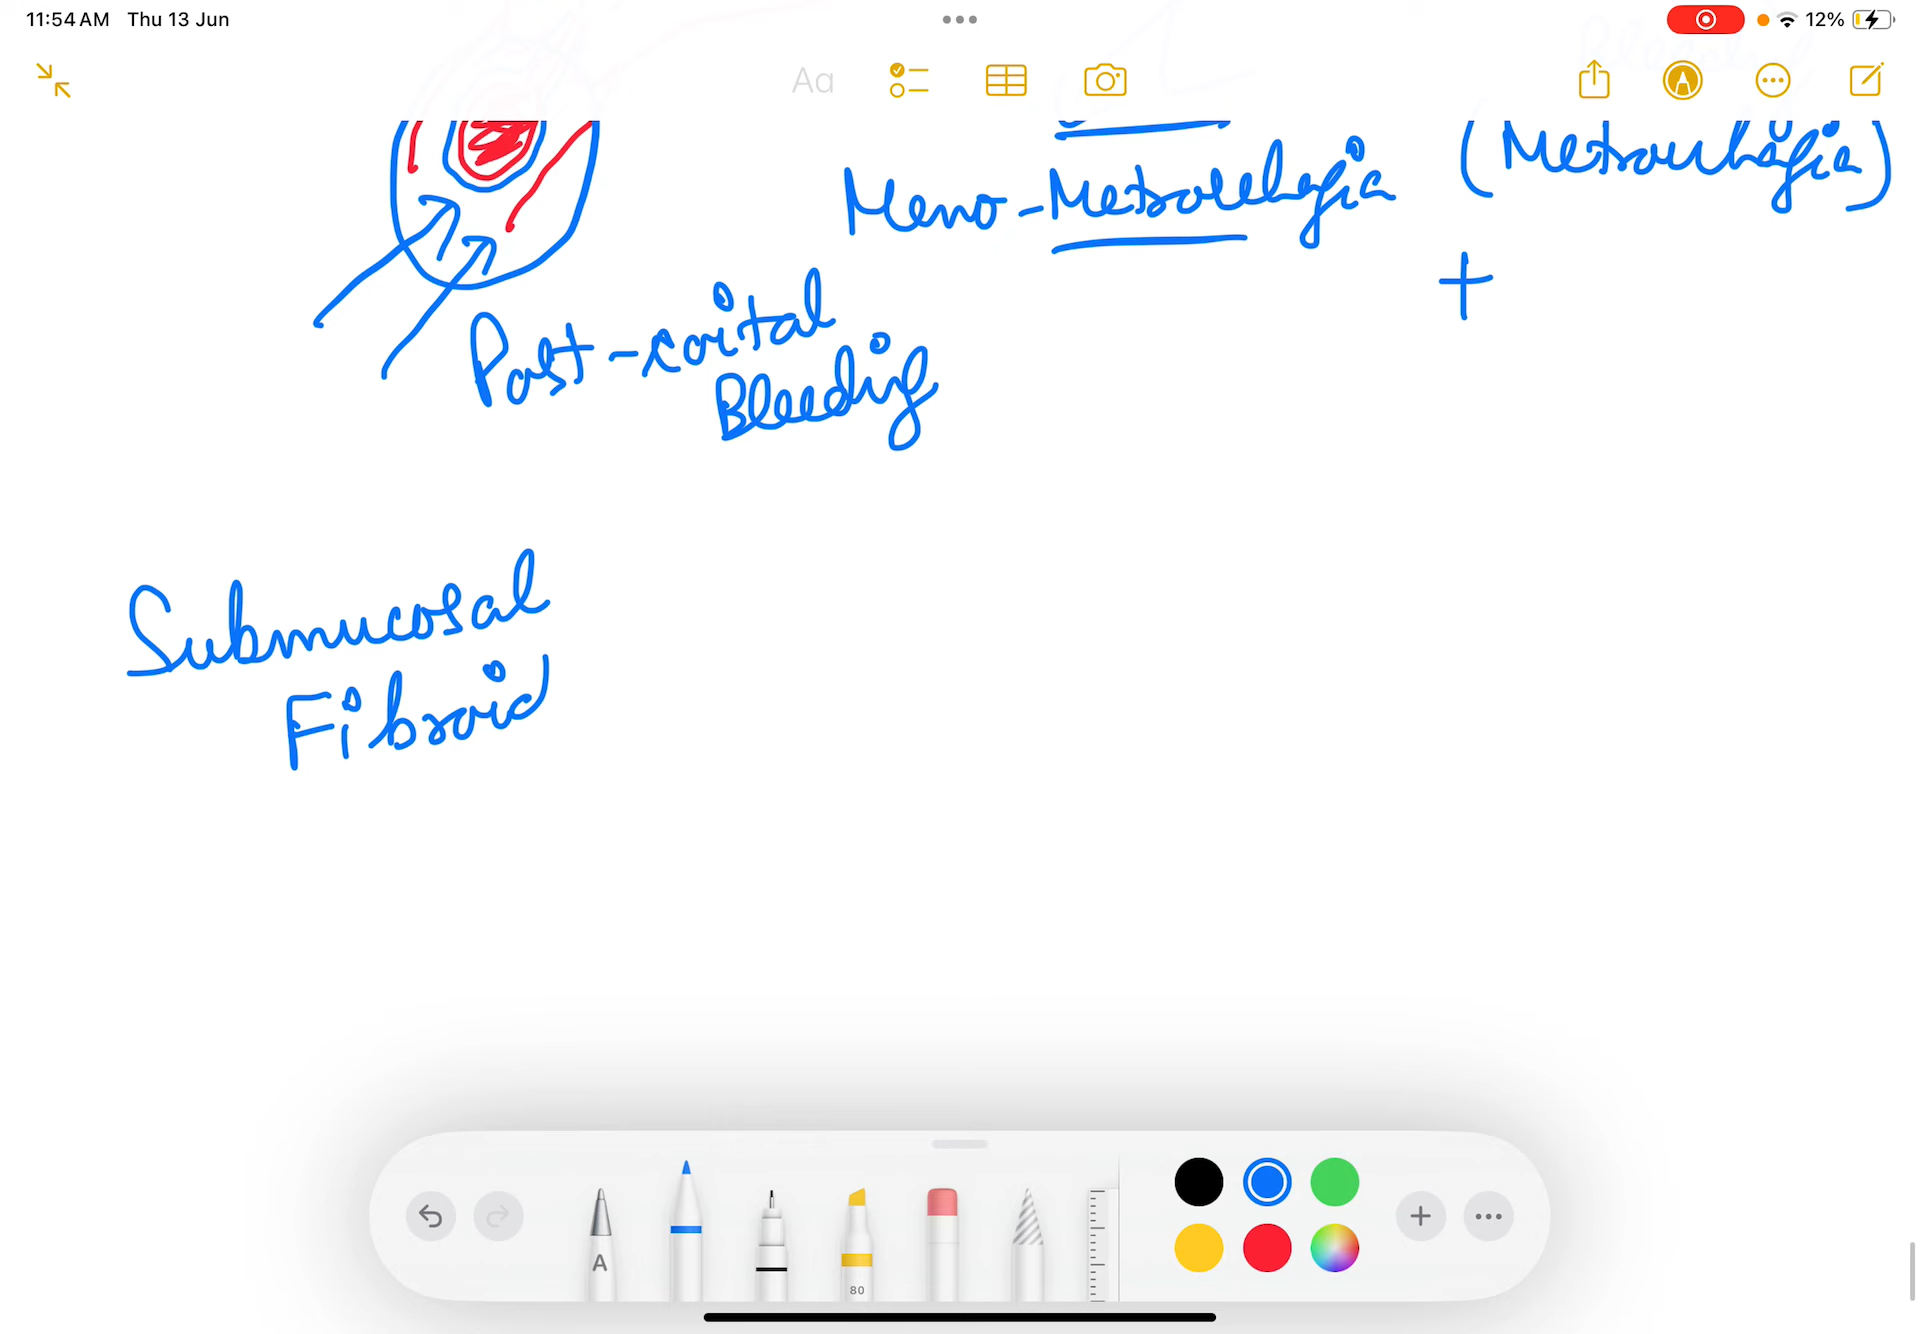 11:54 AM Thu 13 Jun
12%
Aa
(Metrorrhagia)
Meno-Metrorrhagia
+
Post-coital
Bleeding
Submucosal
Fibroid
A
80